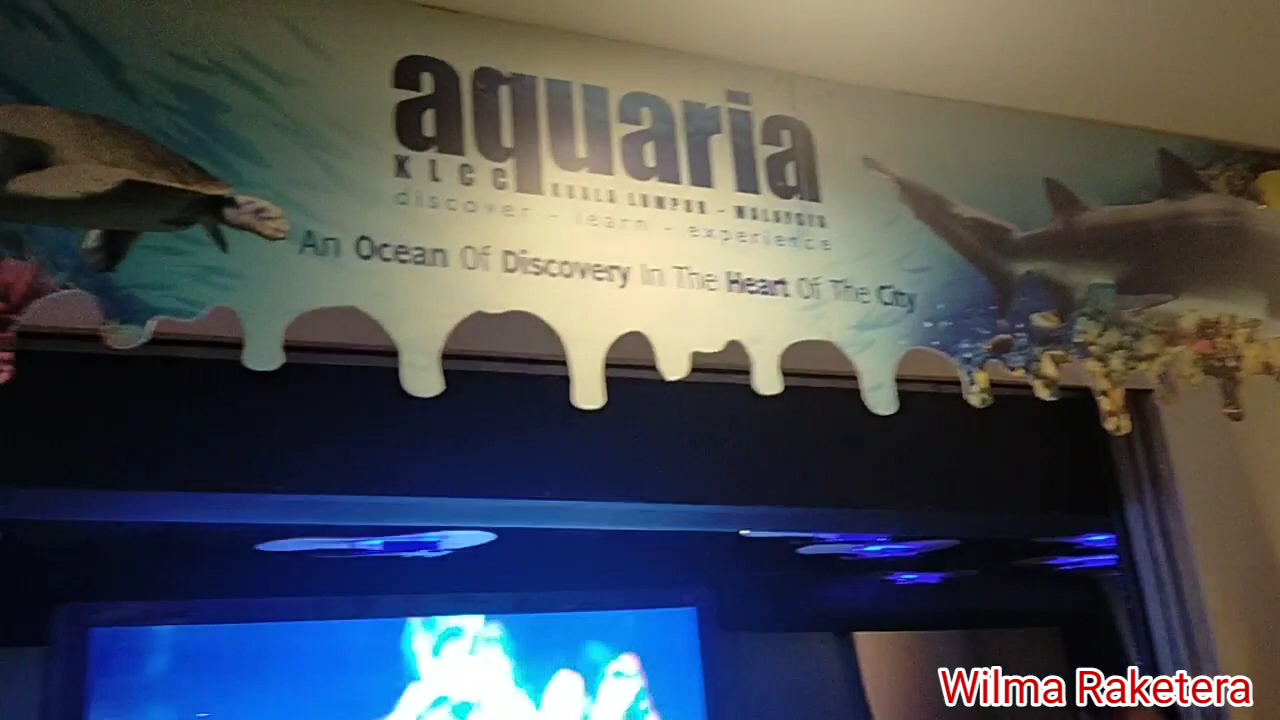 aquaria
KLCC KUALA LUMPUR - MALAYSIA
discover - learn - experience
An Ocean Of Discovery In The Heart Of The City
Wilma Raketera